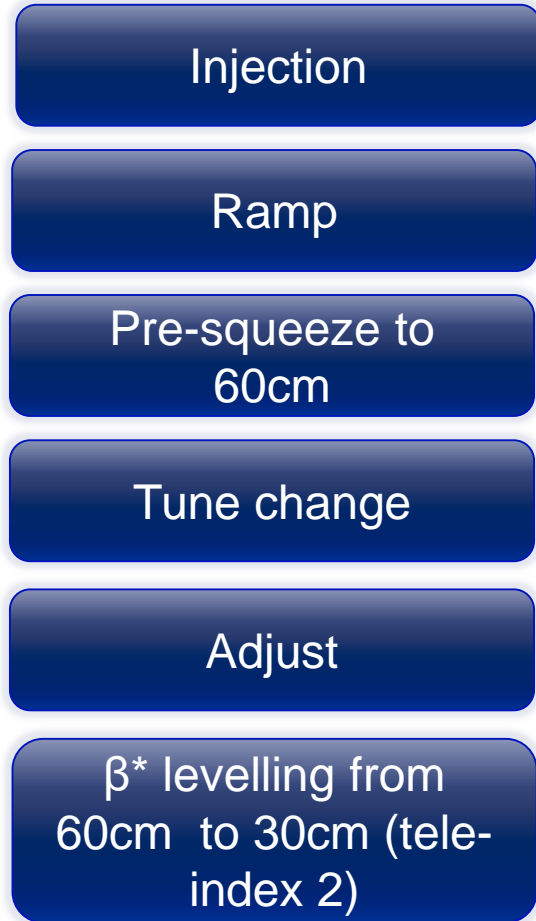 Injection
Ramp
Pre-squeeze to
60cm
Tune change
Adjust
β* levelling from
60cm to 30cm (tele-
index 2)